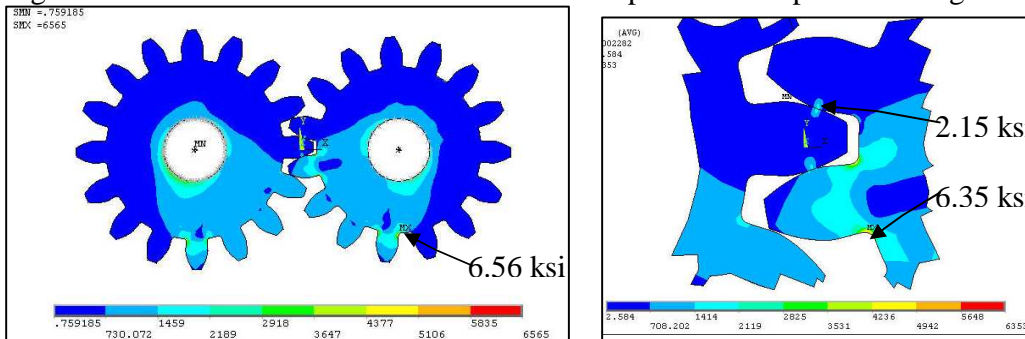 SMN =.759185
SMX =6565
MN
Y
X
MX
6.56 ksi
.759185
1459
2918
4377
5835
730.072
2189
3647
5106
6565
(AVG)
002282
.584
353
MN
Y
2.15 ks
6.35 ks
2.584
1414
2825
4236
5648
708.202
2119
3531
4942
6353